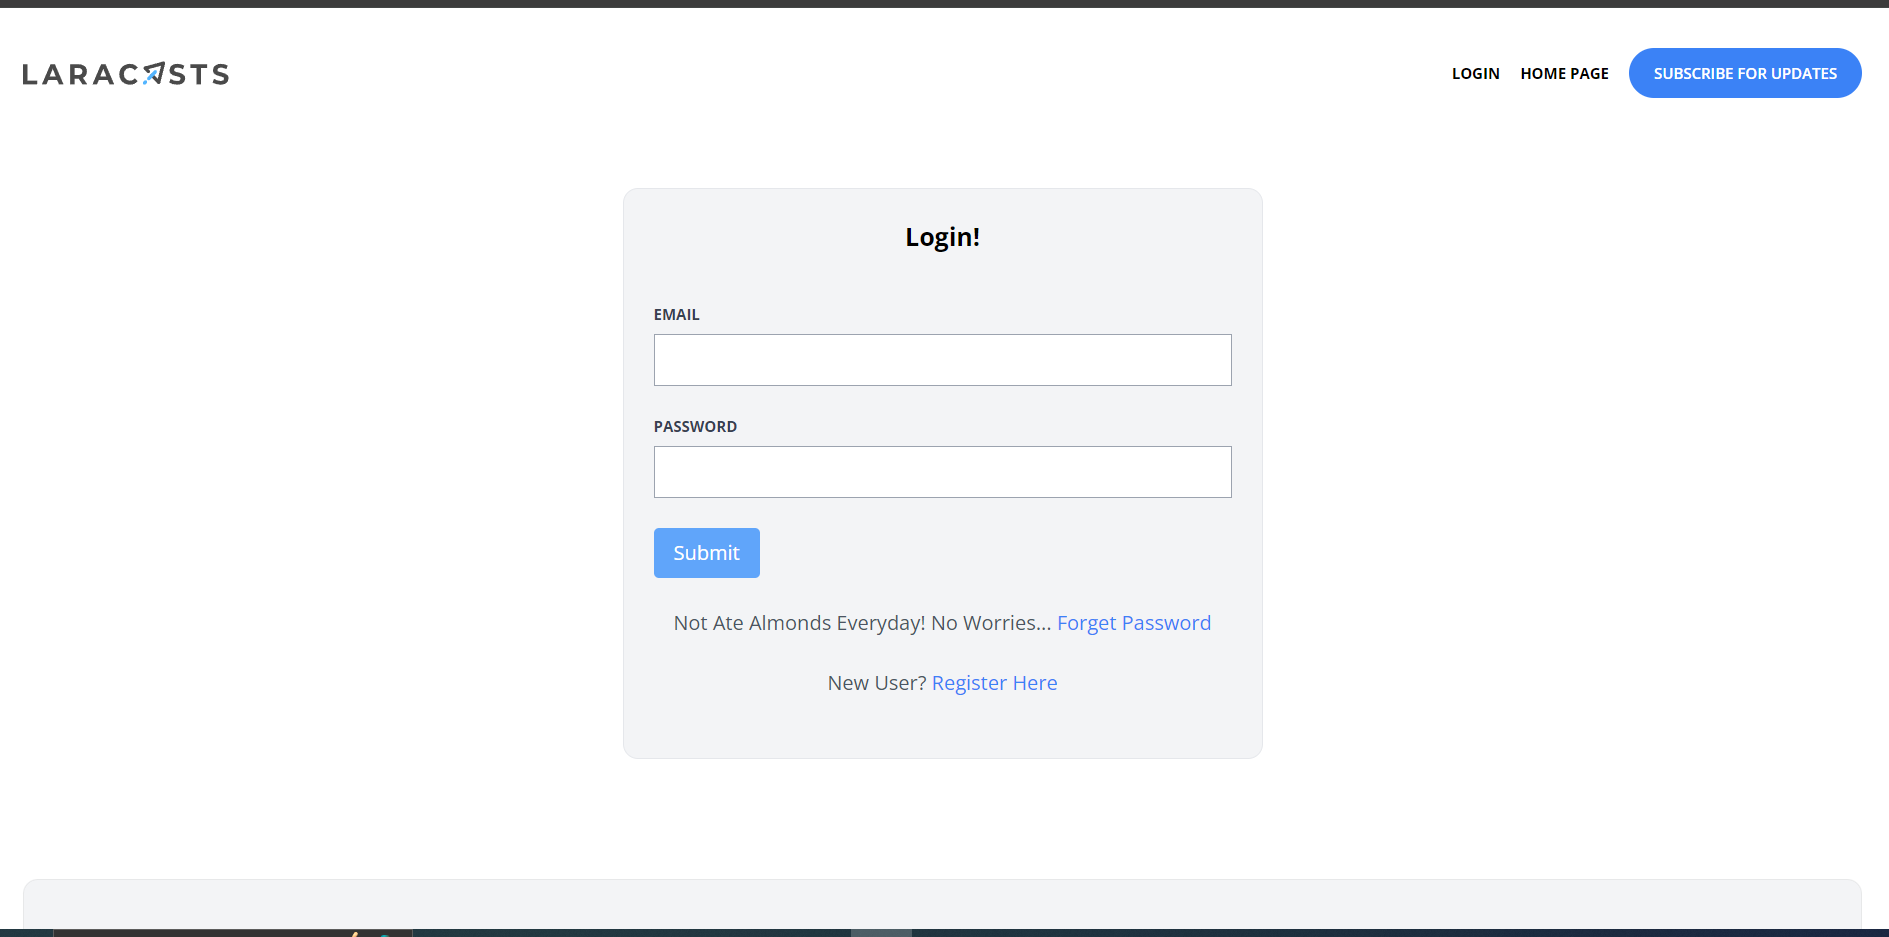 LARACASTS
LOGIN HOME PAGE SUBSCRIBE FOR UPDATES
Login!
EMAIL
PASSWORD
Submit
Not Ate Almonds Everyday! No Worries... Forget Password
New User? Register Here